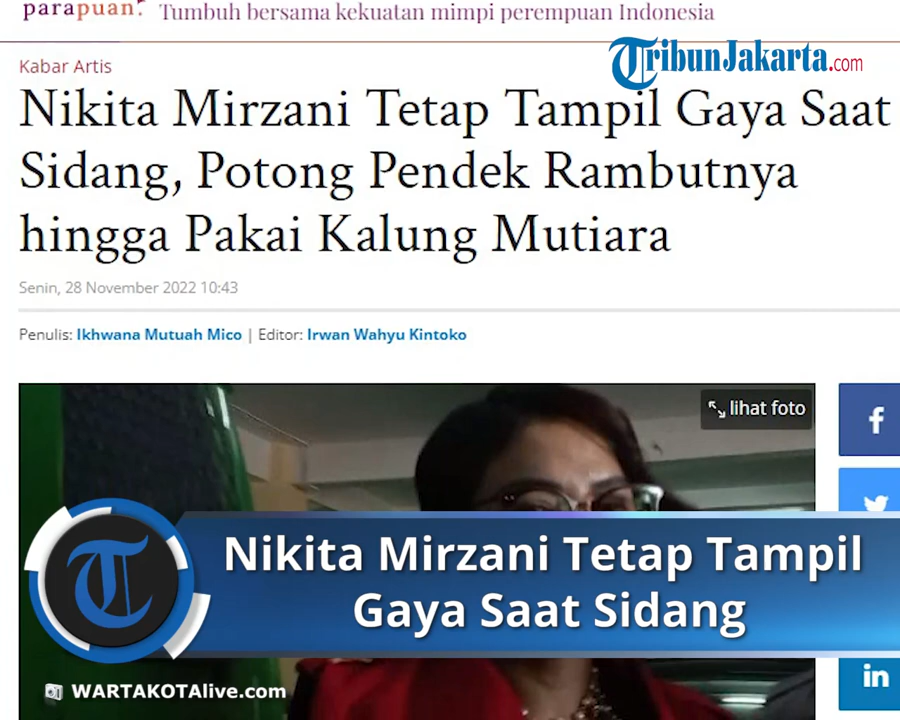 parapuan. Tumbuh bersama kekuatan mimpi perempuan Indonesia
TribunJakarta.com
Kabar Artis
Nikita Mirzani Tetap Tampil Gaya Saat
Sidang, Potong Pendek Rambutnya
hingga Pakai Kalung Mutiara
Senin, 28 November 2022 10:43
Penulis: Ikhwana Mutuah Mico | Editor: Irwan Wahyu Kintoko
lihat foto
f
Nikita Mirzani Tetap Tampil
Gaya Saat Sidang
T
in
WARTAKOTAlive.com